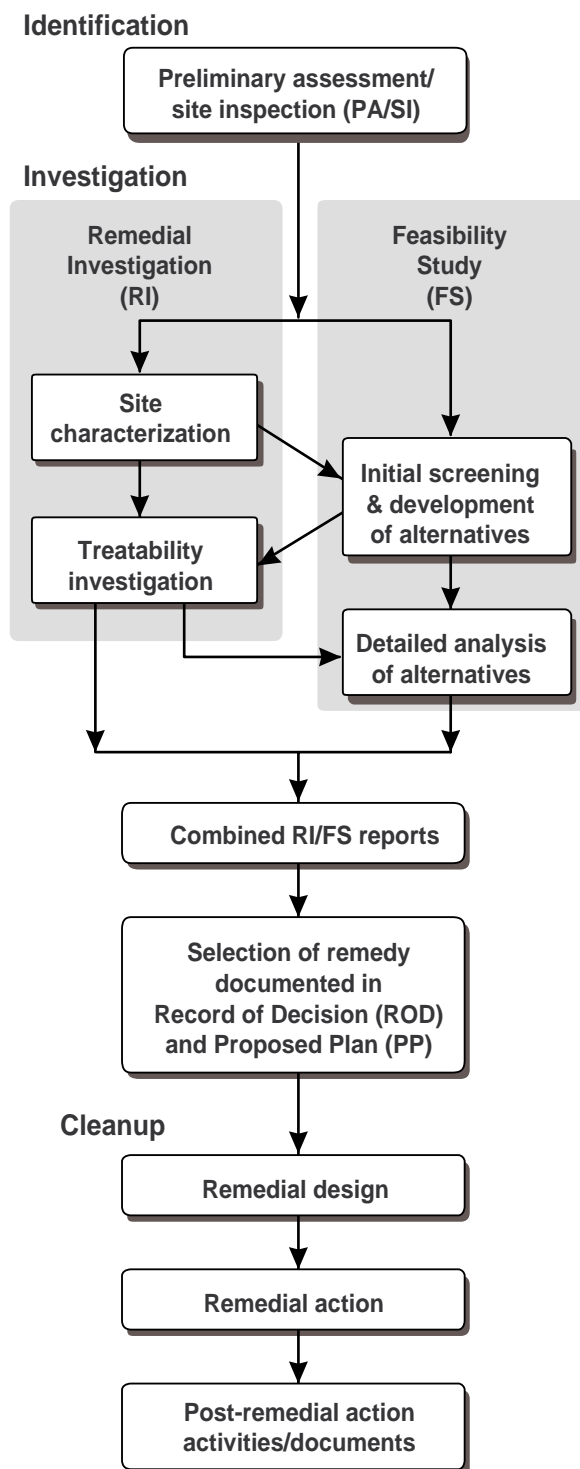 Identification
Preliminary assessment/
site inspection (PA/SI)
Investigation
Remedial
Investigation
(RI)
Feasibility
Study
(FS)
Site
characterization
Initial screening
& development
of alternatives
Treatability
investigation
Detailed analysis
of alternatives
Combined RI/FS reports
Selection of remedy
documented in
Record of Decision (ROD)
and Proposed Plan (PP)
Cleanup
Remedial design
Remedial action
Post-remedial action
activities/documents